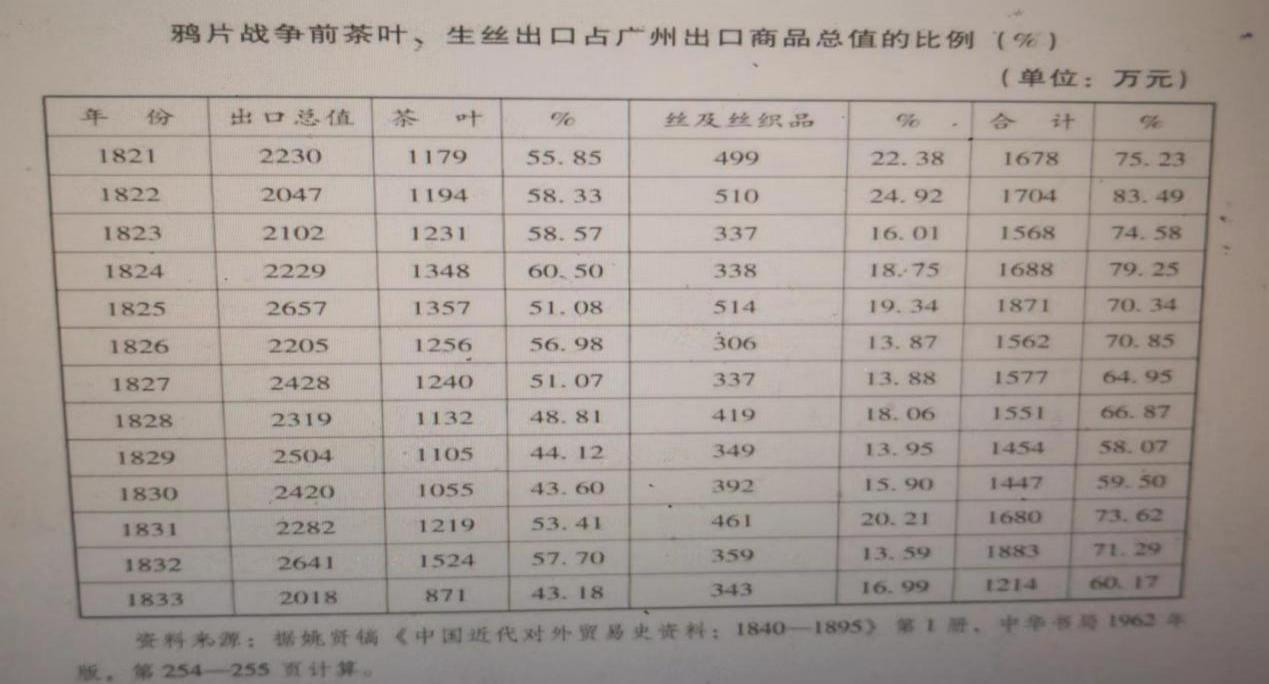 鸦片战争前茶叶、生丝出口占广州出口商品总值的比例(%)
(单位:万元)
年 份 出口总值 茶 叶 % 丝及丝织品 % 合 计 %
1821 2230 1179 55.85 499 22.38 1678 75.23
1822 2047 1194 58.33 510 24.92 1704 83.49
1823 2102 1231 58.57 337 16.01 1568 74.58
1824 2229 1348 60.50 338 18.75 1688 79.25
1825 2657 1357 51.08 514 19.34 1871 70.34
1826 2205 1256 56.98 306 13.87 1562 70.85
1827 2428 1240 51.07 337 13.88 1577 64.95
1828 2319 1132 48.81 419 18.06 1551 66.87
1829 2504 1105 44.12 349 13.95 1454 58.07
1830 2420 1055 43.60 392 15.90 1447 59.50
1831 2282 1219 53.41 461 20.21 1680 73.62
1832 2641 1524 57.70 359 13.59 1883 71.29
1833 2018 871 43.18 343 16.99 1214 60.17
资料来源:据姚贤镐《中国近代对外贸易史资料:1840—1895》第1册,中华书局1962年
版,第254—255页计算。